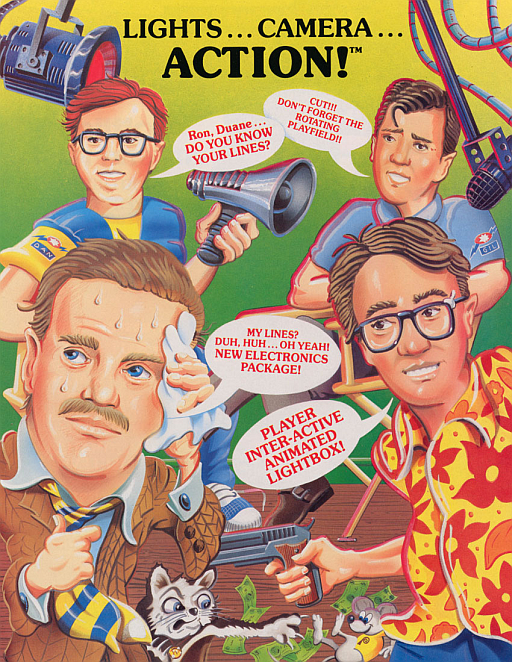 LIGHTS... CAMERA...
ACTION!™
Ron, Duane...
DO YOU KNOW
YOUR LINES?
CUT!!!
DON'T FORGET THE
ROTATING
PLAYFIELD!!
DAN
MY LINES?
DUH, HUH... OH YEAH!
NEW ELECTRONICS
PACKAGE!
PLAYER
INTER-ACTIVE
ANIMATED
LIGHTBOX!